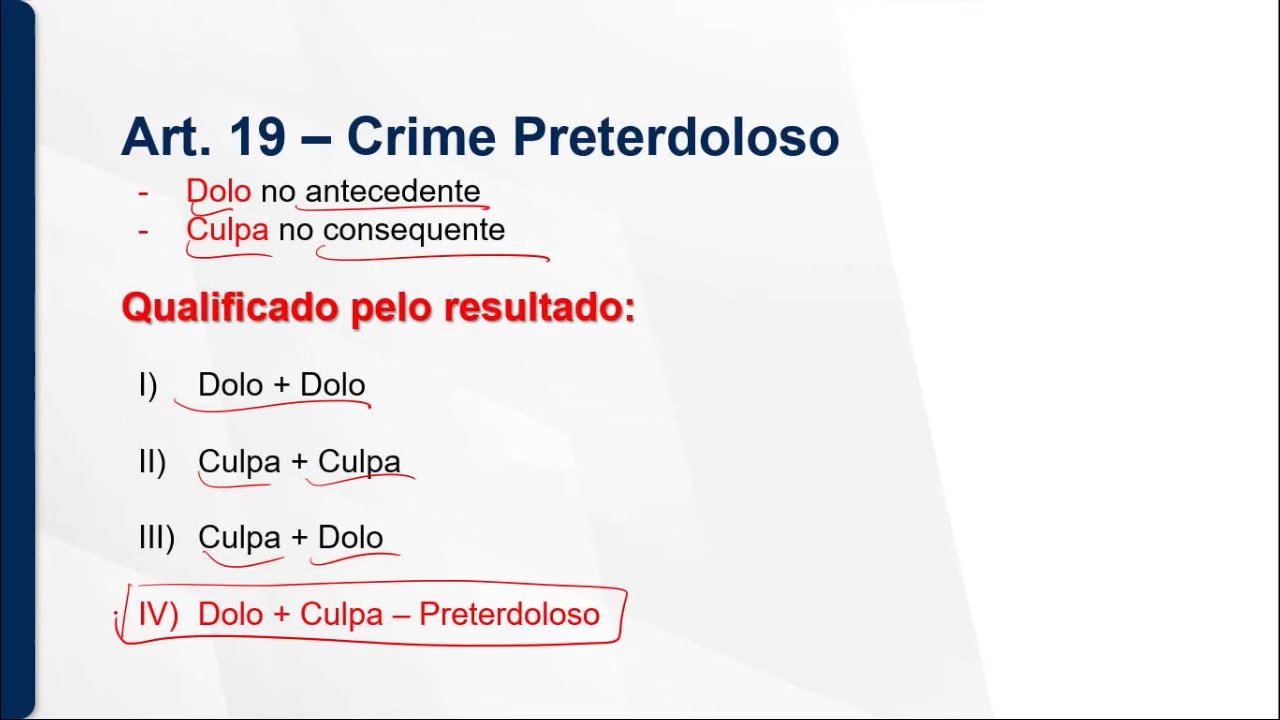 Art. 19 – Crime Preterdoloso
- Dolo no antecedente
- Culpa no consequente
Qualificado pelo resultado:
I) Dolo + Dolo
II) Culpa + Culpa
III) Culpa + Dolo
IV) Dolo + Culpa – Preterdoloso